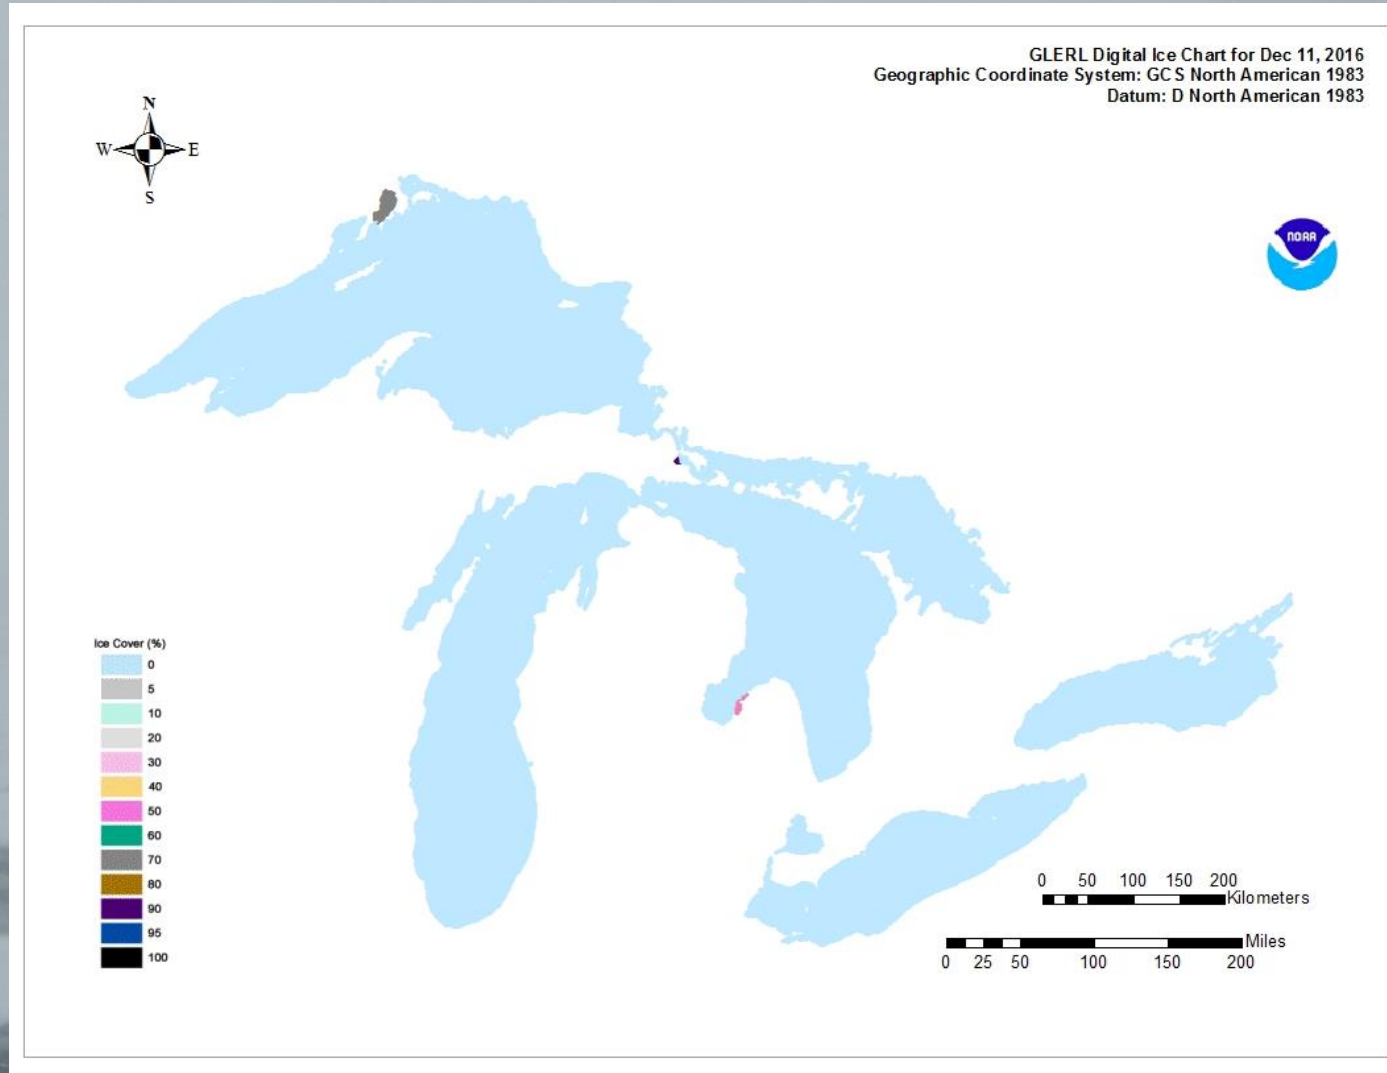 GLERL Digital Ice Chart for Dec 11, 2016
Geographic Coordinate System: GCS North American 1983
Datum: D North American 1983
N
W E
S
NOAA
Ice Cover (%)
0
5
10
20
30
40
50
60
70
80
90
95
100
0 50 100 150 200
Kilometers
Miles
0 25 50 100 150 200